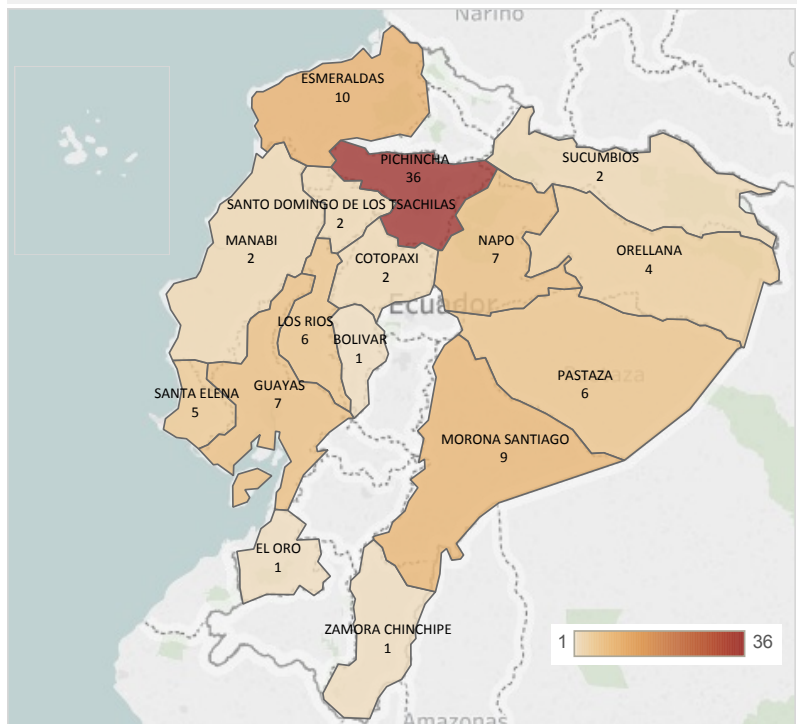 Nariño
ESMERALDAS
10
PICHINCHA
36
SUCUMBIOS
2
SANTO DOMINGO DE LOS TSACHILAS
2
MANABI
2
NAPO
7
ORELLANA
4
COTOPAXI
2
Ecuador
LOS RIOS
6
BOLIVAR
1
PASTAZA
6
SANTA ELENA
5
GUAYAS
7
MORONA SANTIAGO
9
EL ORO
1
ZAMORA CHINCHIPE
1
1 36
Amazonas